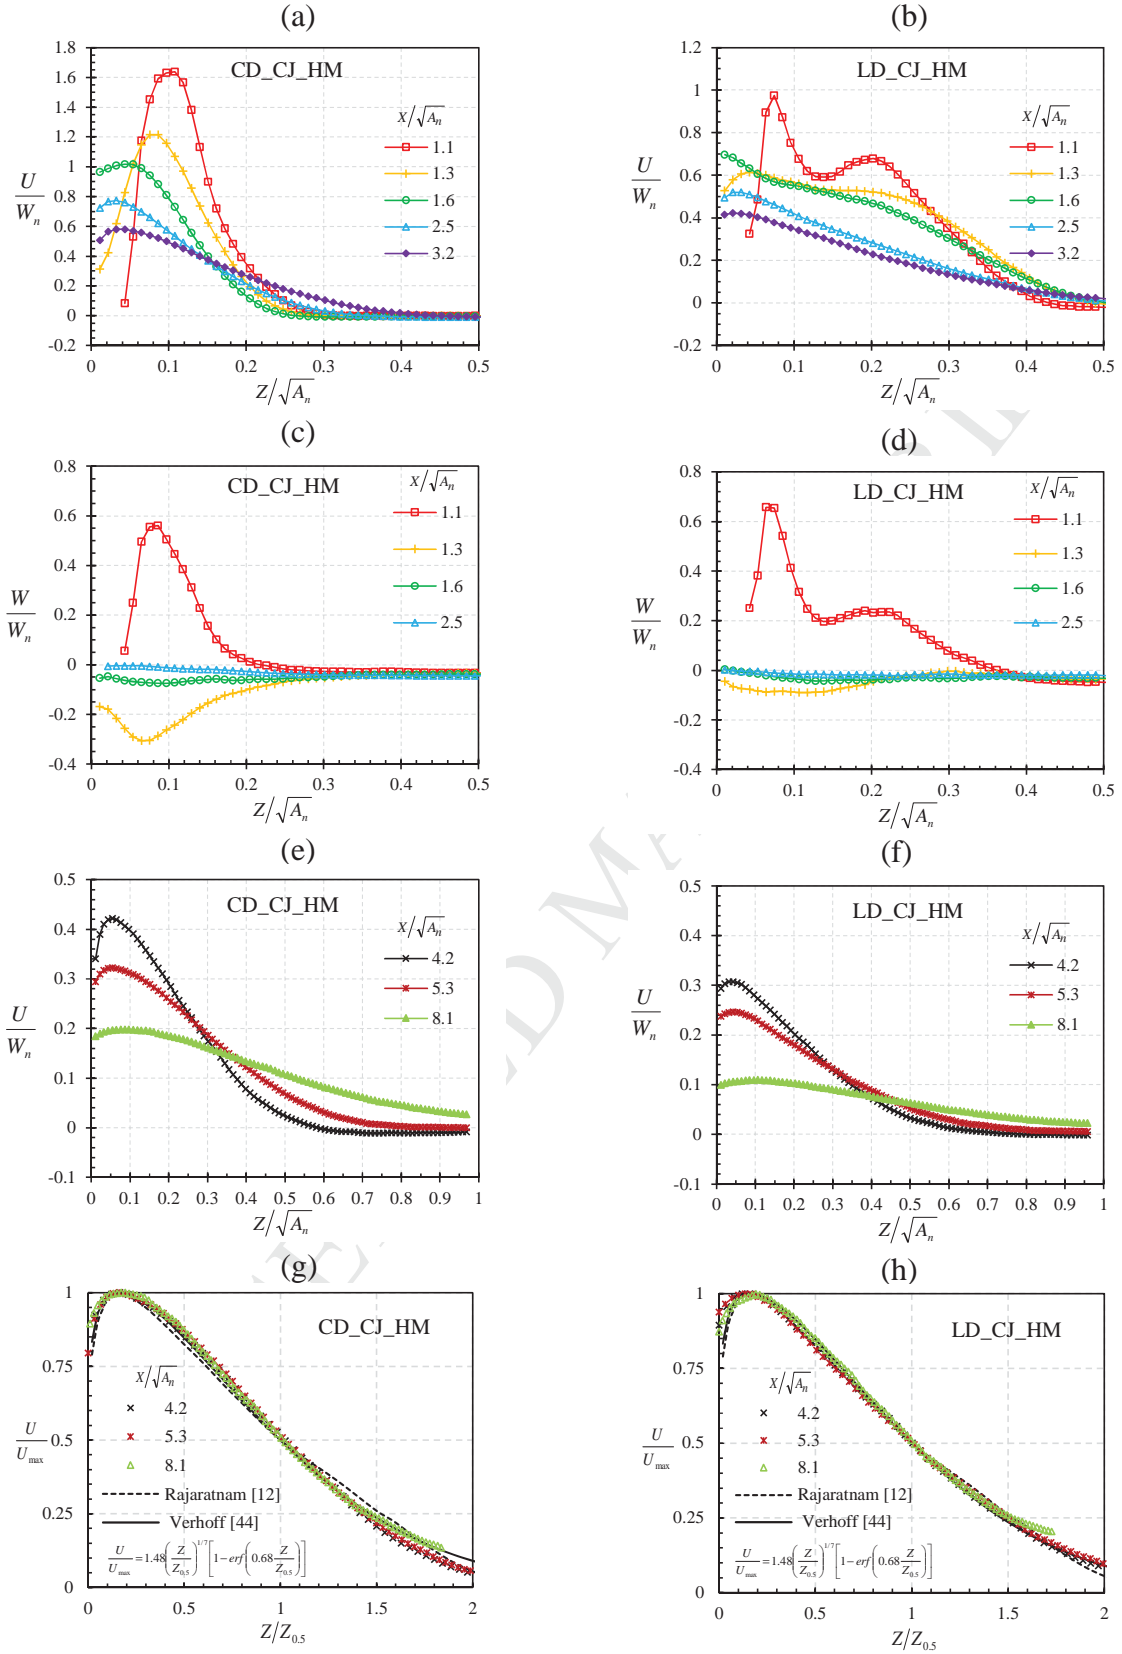 (a)
CD_CJ_HM
X/√An
1.1
1.3
1.6
2.5
3.2
U/Wn
1.8
1.6
1.4
1.2
1
0.8
0.6
0.4
0.2
0
-0.2
0 0.1 0.2 0.3 0.4 0.5
Z/√An
(b)
LD_CJ_HM
X/√An
1.1
1.3
1.6
2.5
3.2
U/Wn
1.2
1
0.8
0.6
0.4
0.2
0
-0.2
0 0.1 0.2 0.3 0.4 0.5
Z/√An
(c)
CD_CJ_HM
X/√An
1.1
1.3
1.6
2.5
W/Wn
0.8
0.6
0.4
0.2
0
-0.2
-0.4
0 0.1 0.2 0.3 0.4 0.5
Z/√An
(d)
LD_CJ_HM
X/√An
1.1
1.3
1.6
2.5
W/Wn
0.8
0.6
0.4
0.2
0
-0.2
-0.4
0 0.1 0.2 0.3 0.4 0.5
Z/√An
(e)
CD_CJ_HM
X/√An
4.2
5.3
8.1
U/Wn
0.5
0.4
0.3
0.2
0.1
0
-0.1
0 0.1 0.2 0.3 0.4 0.5 0.6 0.7 0.8 0.9 1
Z/√An
(f)
LD_CJ_HM
X/√An
4.2
5.3
8.1
U/Wn
0.5
0.4
0.3
0.2
0.1
0
-0.1
0 0.1 0.2 0.3 0.4 0.5 0.6 0.7 0.8 0.9 1
Z/√An
(g)
CD_CJ_HM
X/√An
4.2
5.3
8.1
Rajaratnam [12]
Verhoff [44]
U/Umax = 1.48(Z/Z0.5)^1/7 [1-erf(0.68 Z/Z0.5)]
U/Umax
1
0.75
0.5
0.25
0
0 0.5 1 1.5 2
Z/Z0.5
(h)
LD_CJ_HM
X/√An
4.2
5.3
8.1
Rajaratnam [12]
Verhoff [44]
U/Umax = 1.48(Z/Z0.5)^1/7 [1-erf(0.68 Z/Z0.5)]
U/Umax
1
0.75
0.5
0.25
0
0 0.5 1 1.5 2
Z/Z0.5